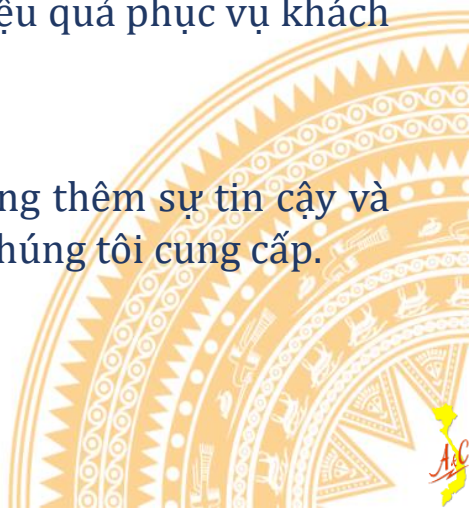 ệu quả phục vụ khách
ng thêm sự tin cậy và
húng tôi cung cấp.
A&C